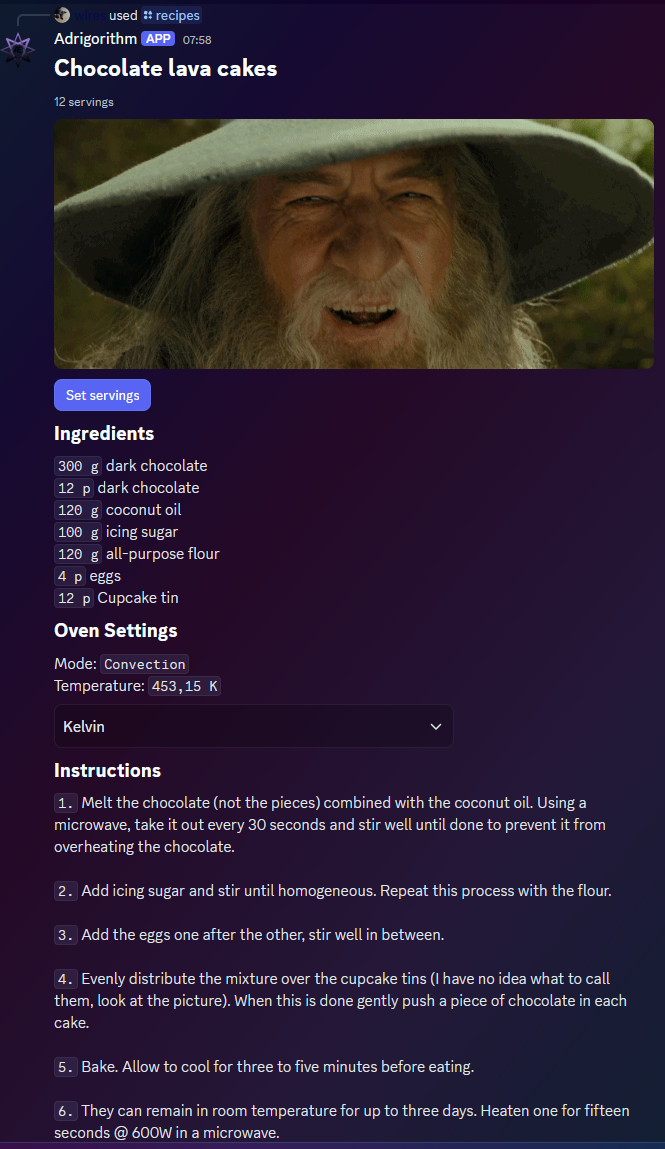 used recipes
Adrigorithm APP 07:58
Chocolate lava cakes
12 servings
Set servings
Ingredients
300 g dark chocolate
12 p dark chocolate
120 g coconut oil
100 g icing sugar
120 g all-purpose flour
4 p eggs
12 p Cupcake tin
Oven Settings
Mode: Convection
Temperature: 453,15 K
Kelvin
Instructions
1. Melt the chocolate (not the pieces) combined with the coconut oil. Using a
microwave, take it out every 30 seconds and stir well until done to prevent it from
overheating the chocolate.
2. Add icing sugar and stir until homogeneous. Repeat this process with the flour.
3. Add the eggs one after the other, stir well in between.
4. Evenly distribute the mixture over the cupcake tins (I have no idea what to call
them, look at the picture). When this is done gently push a piece of chocolate in each
cake.
5. Bake. Allow to cool for three to five minutes before eating.
6. They can remain in room temperature for up to three days. Heaten one for fifteen
seconds @ 600W in a microwave.